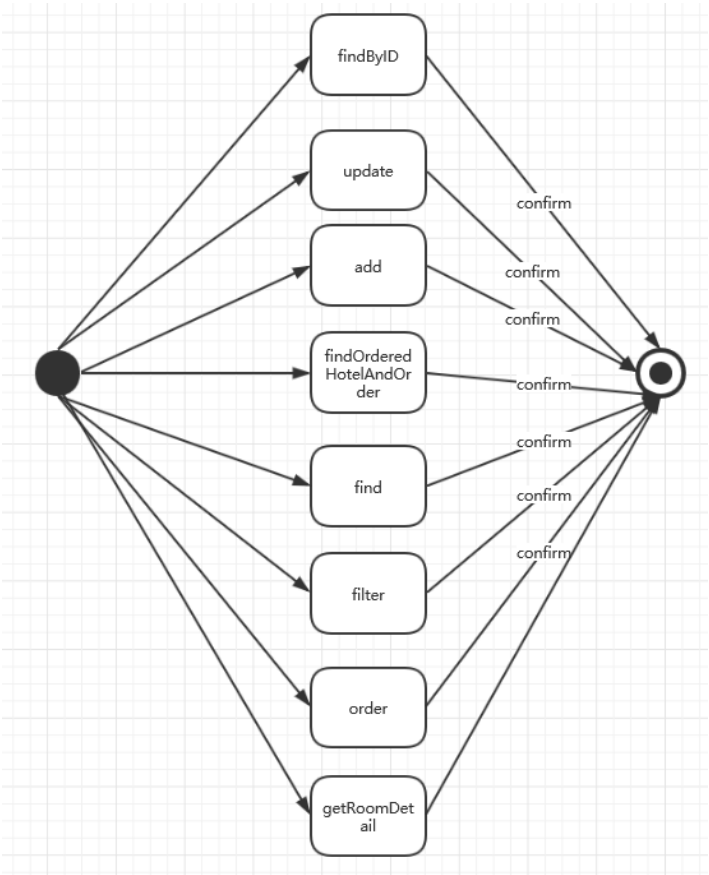 findByID
update
confirm
add
confirm
confirm
findOrdered
HotelAndOr
der
confirm
find
confirm
filter
confirm
confirm
order
getRoomDet
ail